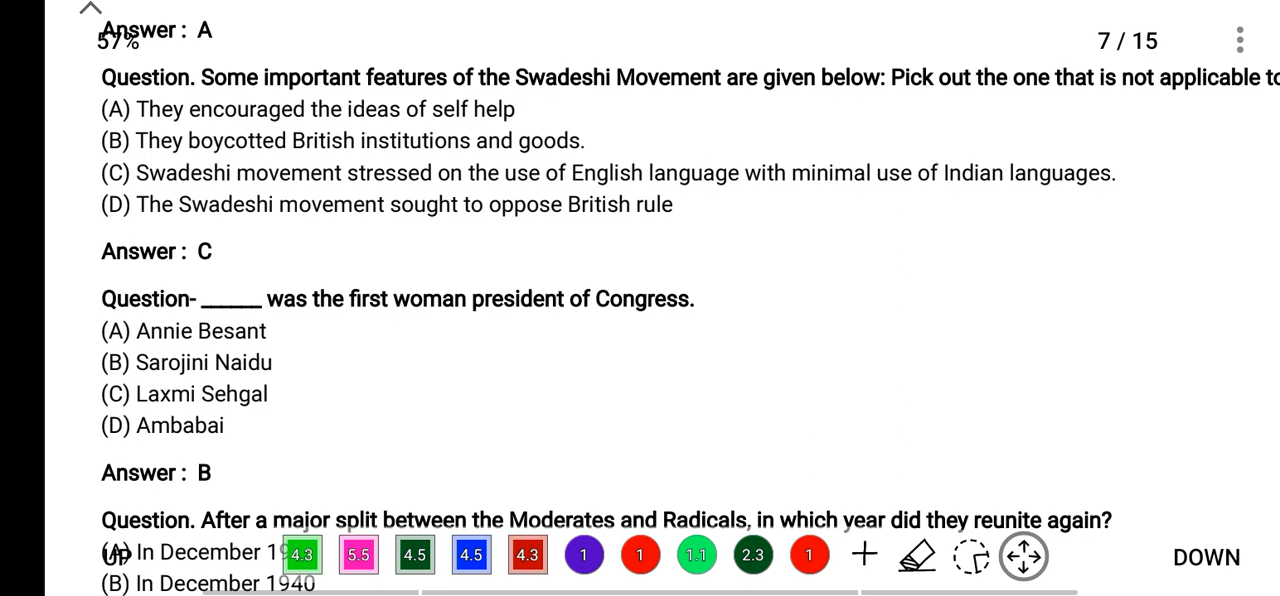 Answer : A
57%
7 / 15
Question. Some important features of the Swadeshi Movement are given below: Pick out the one that is not applicable to
(A) They encouraged the ideas of self help
(B) They boycotted British institutions and goods.
(C) Swadeshi movement stressed on the use of English language with minimal use of Indian languages.
(D) The Swadeshi movement sought to oppose British rule
Answer : C
Question- ______ was the first woman president of Congress.
(A) Annie Besant
(B) Sarojini Naidu
(C) Laxmi Sehgal
(D) Ambabai
Answer : B
Question. After a major split between the Moderates and Radicals, in which year did they reunite again?
(A) In December
UP
4.3 5.5 4.5 4.5 4.3 1 1 1.1 2.3 1
DOWN
(B) In December 1940